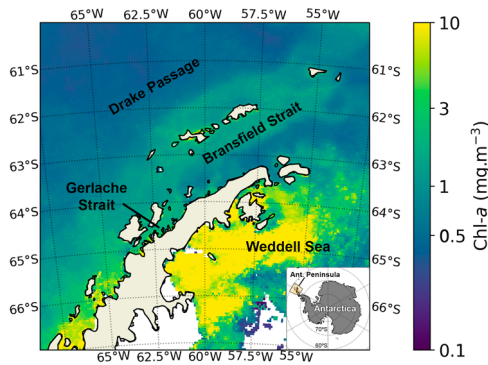 65°W 62.5°W 60°W 57.5°W 55°W
61°S 61°S
62°S 62°S
63°S 63°S
64°S 64°S
65°S 65°S
66°S 66°S
65°W 62.5°W 60°W 57.5°W 55°W
Drake Passage
Bransfield Strait
Gerlache
Strait
Weddell Sea
Ant. Peninsula
Antarctica
70°S
60°S
10
3
1
0.5
0.1
Chl-a (mg.m⁻³)